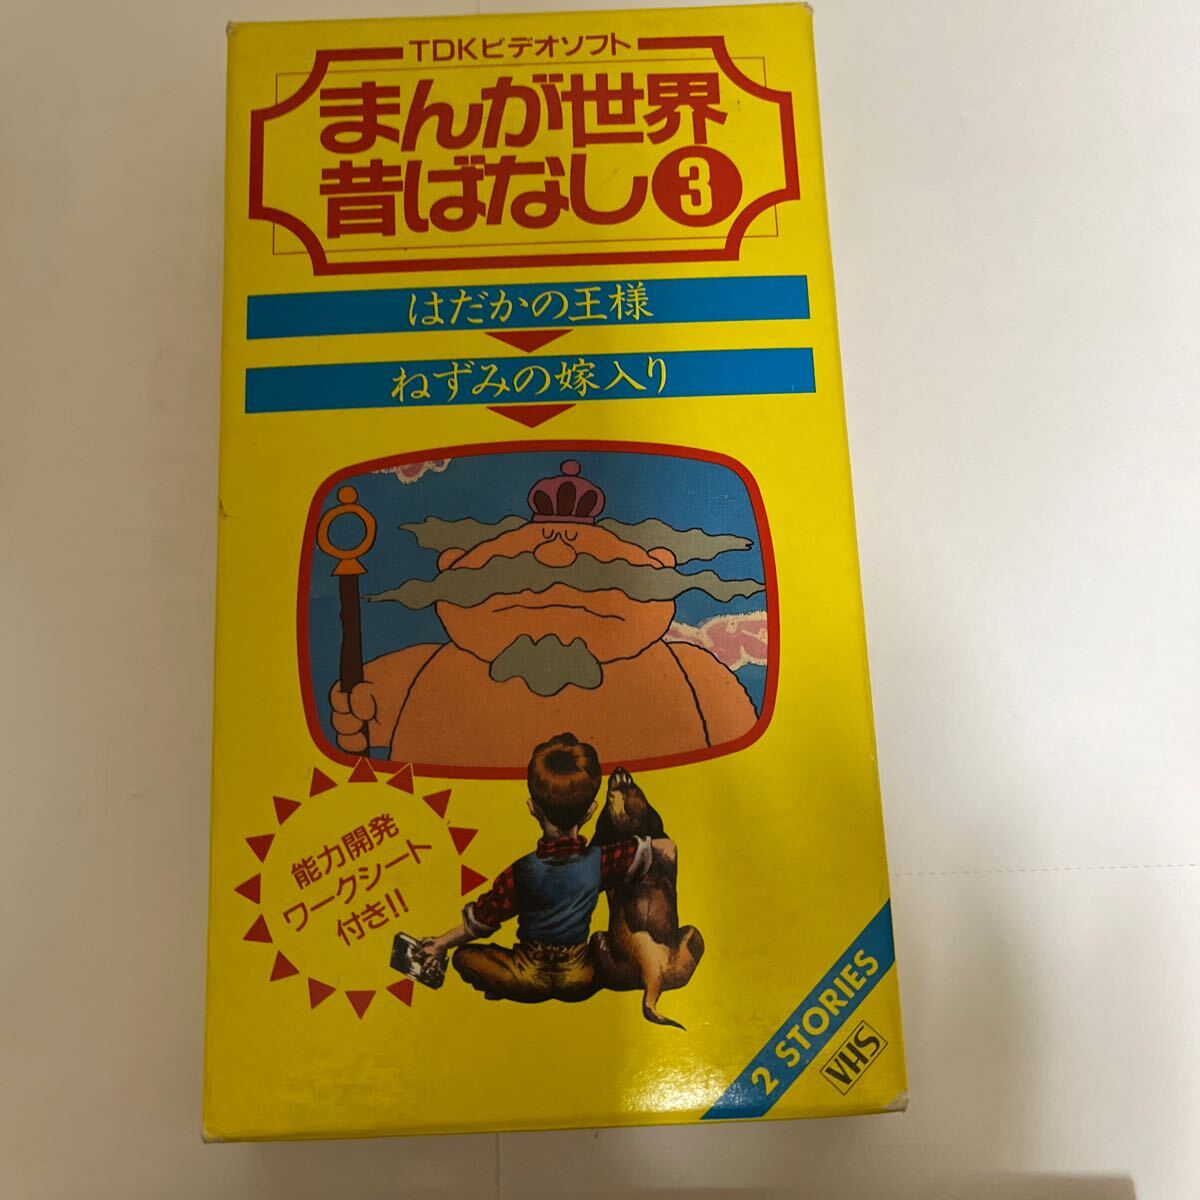 TDKビデオソフト
まんが世界
昔ばなし3
はだかの王様
ねずみの嫁入り
能力開発
ワークシート
付き!!
2 STORIES
VHS